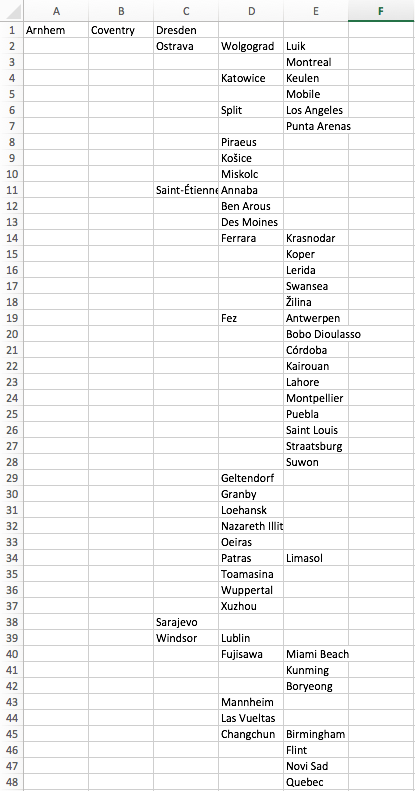 A B C D E F
1 Arnhem Coventry Dresden
2 Ostrava Wolgograd Luik
3 Montreal
4 Katowice Keulen
5 Mobile
6 Split Los Angeles
7 Punta Arenas
8 Piraeus
9 Košice
10 Miskolc
11 Saint-Étienne Annaba
12 Ben Arous
13 Des Moines
14 Ferrara Krasnodar
15 Koper
16 Lerida
17 Swansea
18 Žilina
19 Fez Antwerpen
20 Bobo Dioulasso
21 Córdoba
22 Kairouan
23 Lahore
24 Montpellier
25 Puebla
26 Saint Louis
27 Straatsburg
28 Suwon
29 Geltendorf
30 Granby
31 Loehansk
32 Nazareth Illit
33 Oeiras
34 Patras Limasol
35 Toamasina
36 Wuppertal
37 Xuzhou
38 Sarajevo
39 Windsor Lublin
40 Fujisawa Miami Beach
41 Kunming
42 Boryeong
43 Mannheim
44 Las Vueltas
45 Changchun Birmingham
46 Flint
47 Novi Sad
48 Quebec